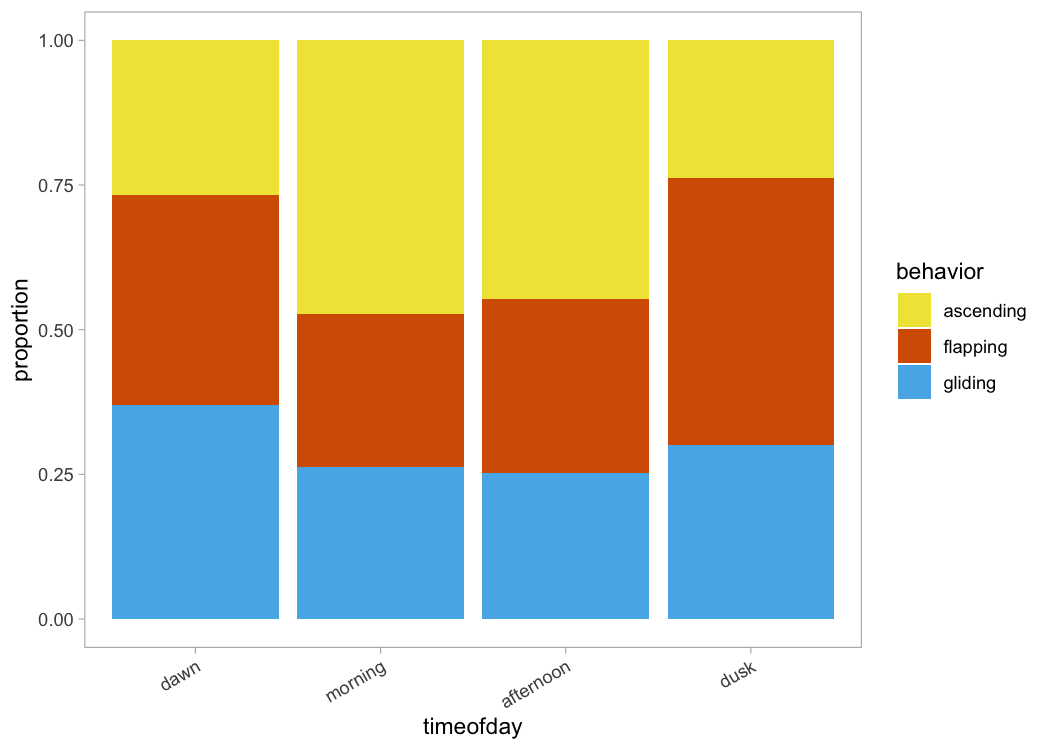 1.00
0.75
0.50
0.25
0.00
proportion
dawn
morning
afternoon
dusk
timeofday
behavior
ascending
flapping
gliding